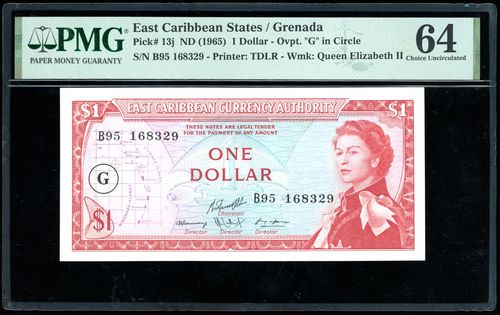 PMG
PAPER MONEY GUARANTY
East Caribbean States / Grenada
Pick# 13j ND (1965) 1 Dollar - Ovpt. "G" in Circle
S/N B95 168329 - Printer: TDLR - Wmk: Queen Elizabeth II
64
Choice Uncirculated
$1 EAST CARIBBEAN CURRENCY AUTHORITY $1
THESE NOTES ARE LEGAL TENDER
FOR THE PAYMENT OF ANY AMOUNT
B95 168329
ONE
DOLLAR
G
B95 168329
Chairman
$1
Director Director Director